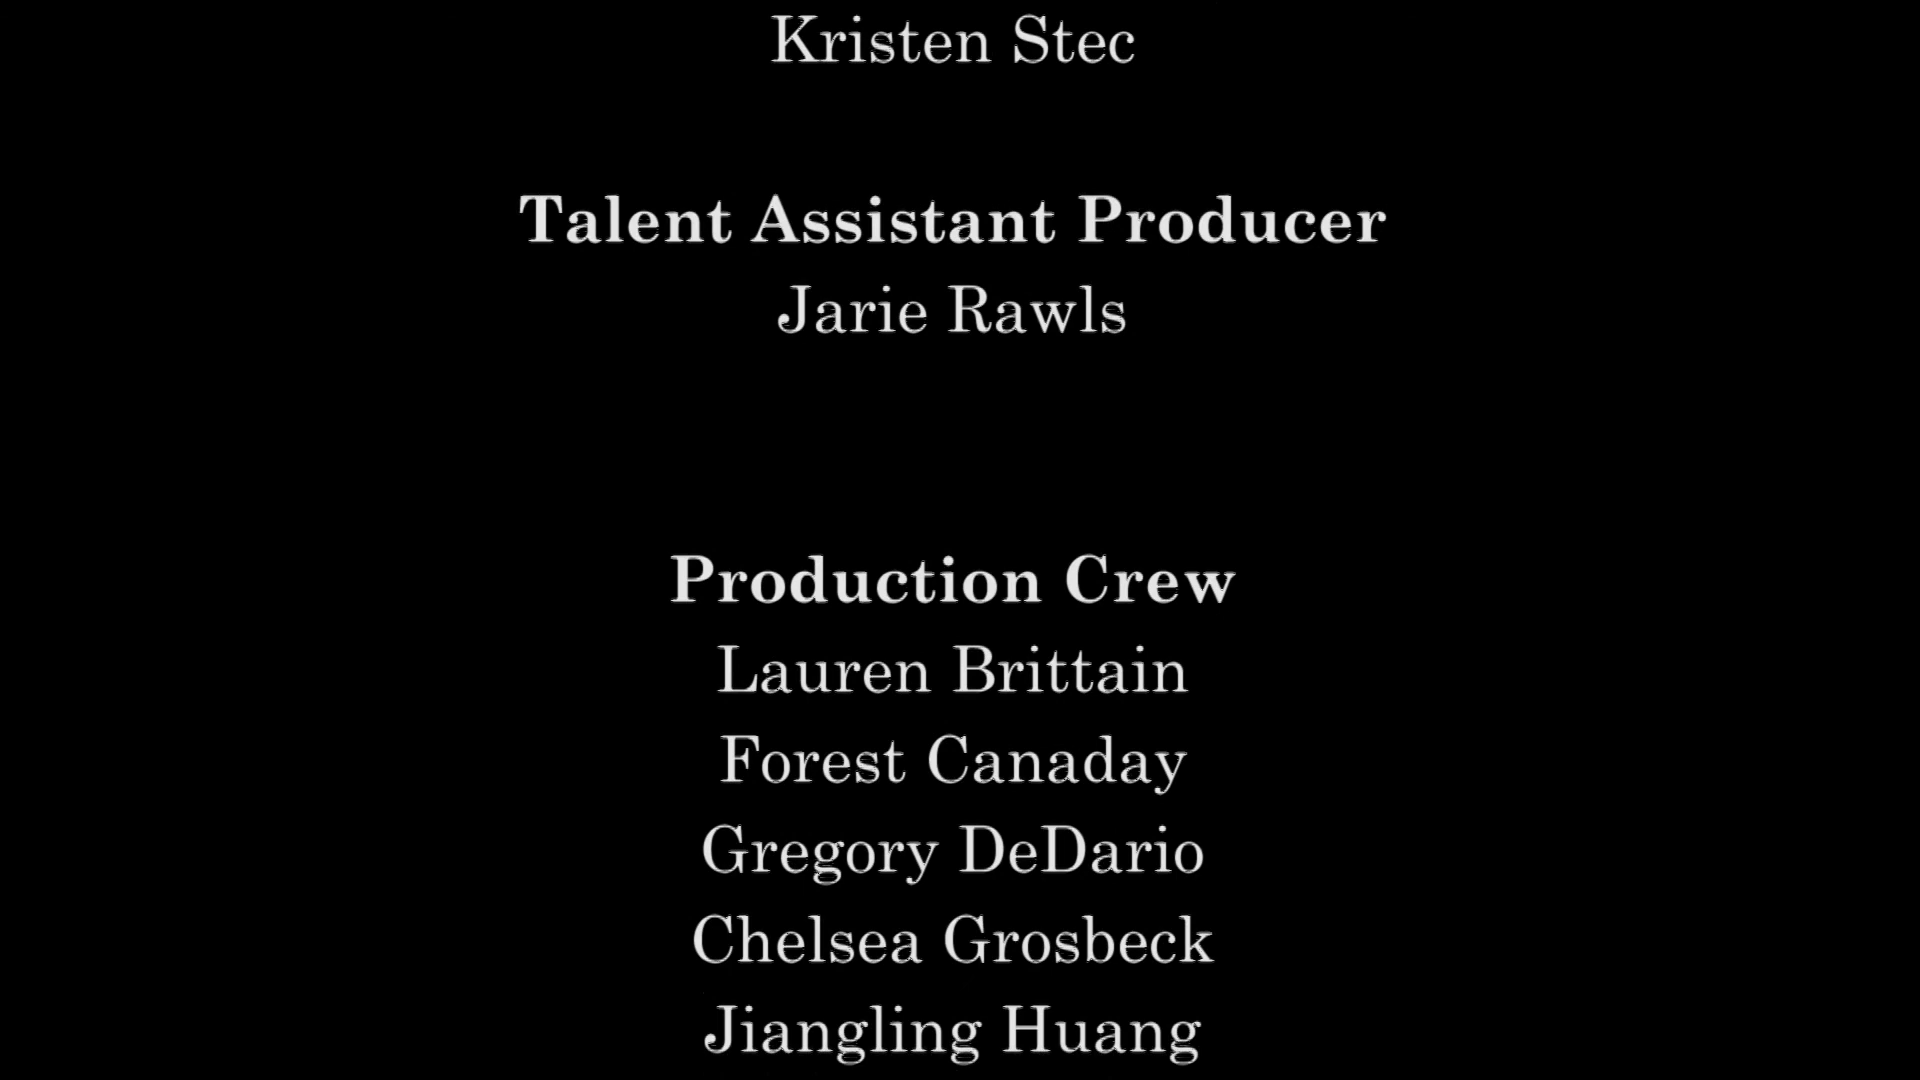 Kristen Stec
Talent Assistant Producer
Jarie Rawls
Production Crew
Lauren Brittain
Forest Canaday
Gregory DeDario
Chelsea Grosbeck
Jiangling Huang